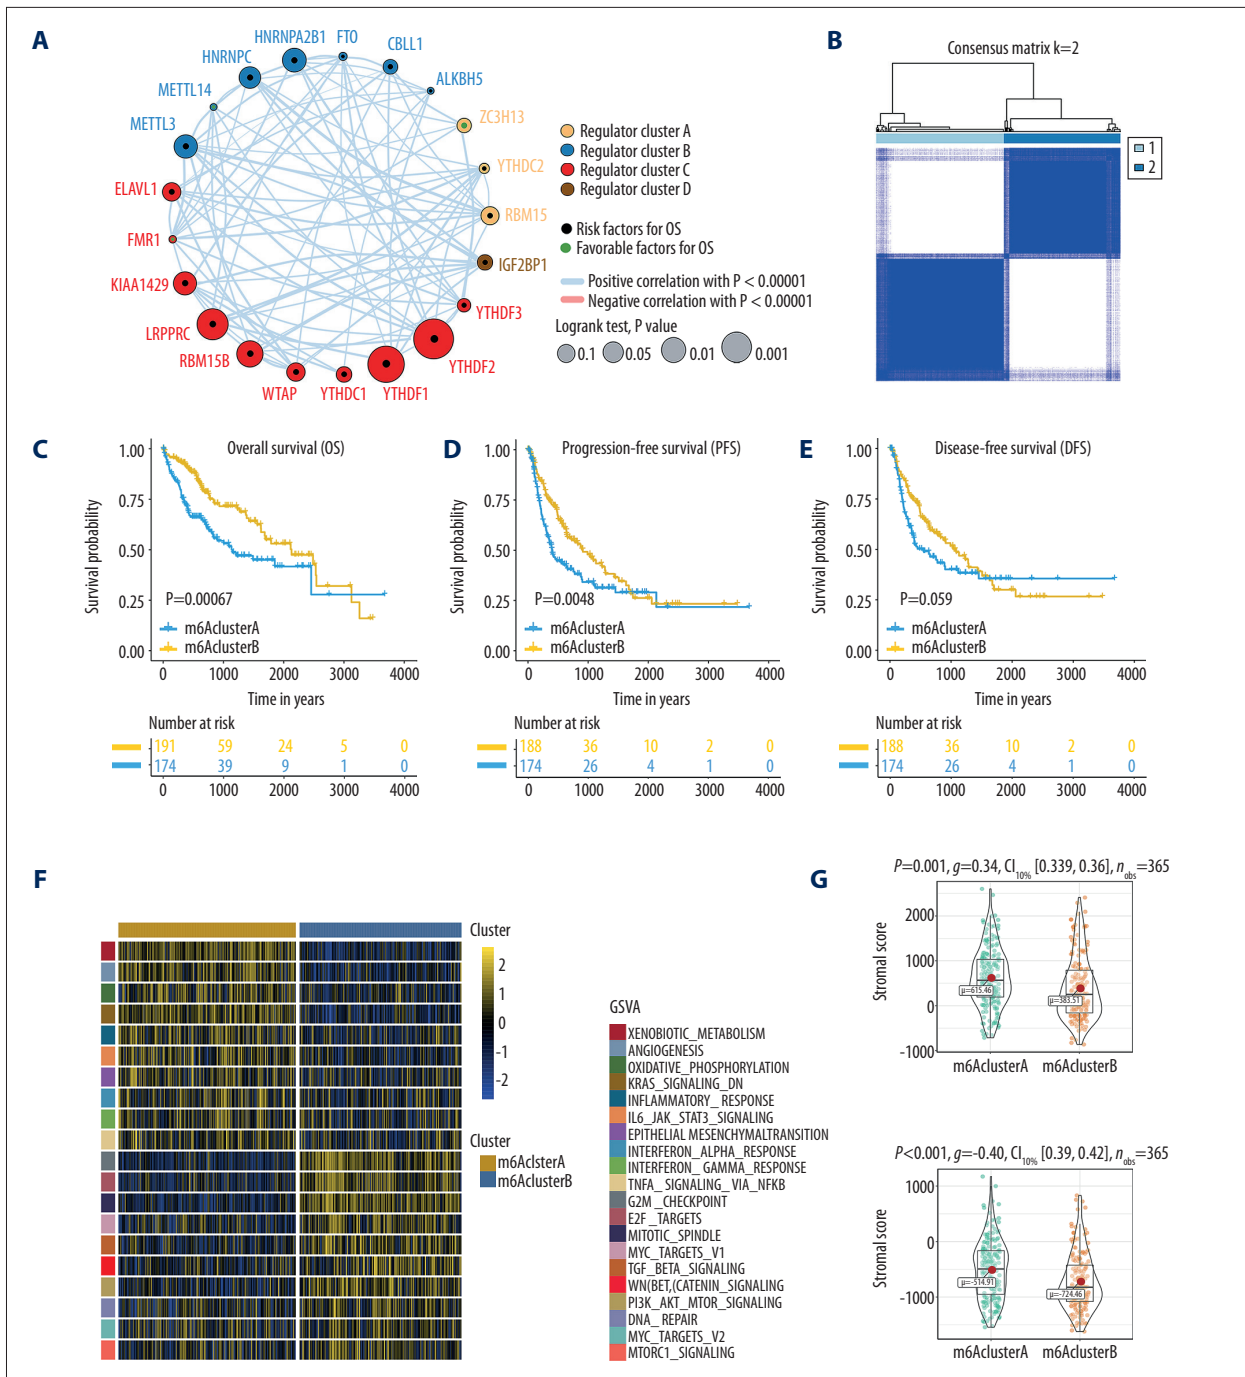 A
HNRNPA2B1
FTO
CBLL1
HNRNPC
ALKBH5
METTL14
ZC3H13
METTL3
YTHDC2
ELAVL1
RBM15
FMR1
IGF2BP1
KIAA1429
YTHDF3
LRPPRC
YTHDF2
RBM15B
WTAP
YTHDC1
YTHDF1
Regulator cluster A
Regulator cluster B
Regulator cluster C
Regulator cluster D
Risk factors for OS
Favorable factors for OS
Positive correlation with P < 0.00001
Negative correlation with P < 0.00001
Logrank test, P value
0.1 0.05 0.01 0.001
B
Consensus matrix k=2
1
2
C
Overall survival (OS)
Survival probability
1.00
0.75
0.50
0.25
0.00
P=0.00067
m6AclusterA
m6AclusterB
0 1000 2000 3000 4000
Time in years
Number at risk
191 59 24 5 0
174 39 9 1 0
0 1000 2000 3000 4000
D
Progression-free survival (PFS)
Survival probability
1.00
0.75
0.50
0.25
0.00
P=0.0048
m6AclusterA
m6AclusterB
0 1000 2000 3000 4000
Time in years
Number at risk
188 36 10 2 0
174 26 4 1 0
0 1000 2000 3000 4000
E
Disease-free survival (DFS)
Survival probability
1.00
0.75
0.50
0.25
0.00
P=0.059
m6AclusterA
m6AclusterB
0 1000 2000 3000 4000
Time in years
Number at risk
188 36 10 2 0
174 26 4 1 0
0 1000 2000 3000 4000
F
Cluster
2
1
0
-1
-2
Cluster
m6AclsterA
m6AclusterB
GSVA
XENOBIOTIC_METABOLISM
ANGIOGENESIS
OXIDATIVE_PHOSPHORYLATION
KRAS_SIGNALING_DN
INFLAMMATORY_RESPONSE
IL6_JAK_STAT3_SIGNALING
EPITHELIAL MESENCHYMALTRANSITION
INTERFERON_ALPHA_RESPONSE
INTERFERON_GAMMA_RESPONSE
TNFA_SIGNALING_VIA_NFKB
G2M_CHECKPOINT
E2F_TARGETS
MITOTIC_SPINDLE
MYC_TARGETS_V1
TGF_BETA_SIGNALING
WN(BET,(CATENIN_SIGNALING
PI3K_AKT_MTOR_SIGNALING
DNA_REPAIR
MYC_TARGETS_V2
MTORC1_SIGNALING
G
P=0.001, g=0.34, CI10% [0.339, 0.36], nobs=365
Stromal score
2000
1000
0
-1000
μ=615.46
μ=383.51
m6AclusterA m6AclusterB
P<0.001, g=-0.40, CI10% [0.39, 0.42], nobs=365
Stromal score
1000
0
-1000
μ=-514.91
μ=-724.46
m6AclusterA m6AclusterB